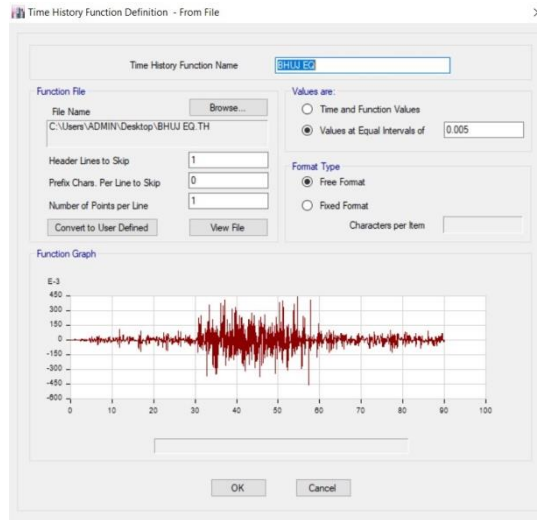 Time History Function Definition - From File
Time History Function Name BHUJ EQ
Function File
File Name Browse...
C:\Users\ADMIN\Desktop\BHUJ EQ.TH
Header Lines to Skip 1
Prefix Chars. Per Line to Skip 0
Number of Points per Line 1
Convert to User Defined View File
Values are:
Time and Function Values
Values at Equal Intervals of 0.005
Format Type
Free Format
Fixed Format
Characters per Item
Function Graph
E-3
450
300
150
0
-150
-300
-450
-600
0 10 20 30 40 50 60 70 80 90 100
OK Cancel